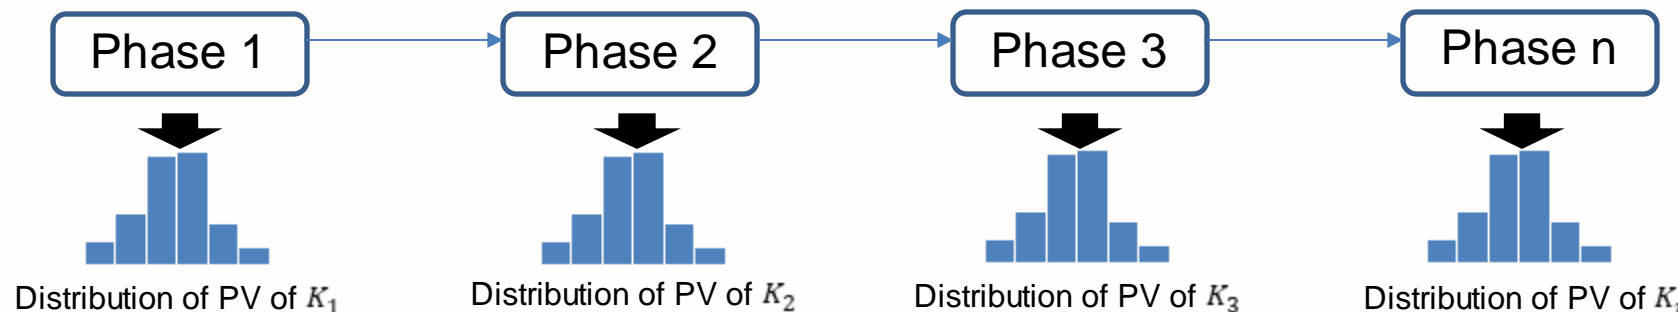 Phase 1
Phase 2
Phase 3
Phase n
Distribution of PV of K₁
Distribution of PV of K₂
Distribution of PV of K₃
Distribution of PV of K